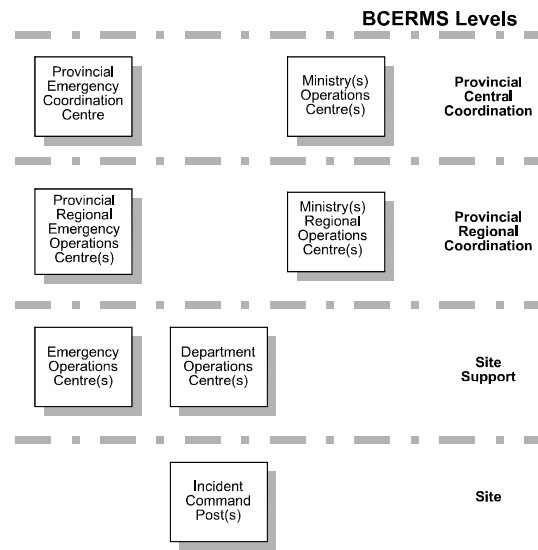 BCERMS Levels
Provincial
Emergency
Coordination
Centre
Ministry(s)
Operations
Centre(s)
Provincial
Central
Coordination
Provincial
Regional
Emergency
Operations
Centre(s)
Ministry(s)
Regional
Operations
Centre(s)
Provincial
Regional
Coordination
Emergency
Operations
Centre(s)
Department
Operations
Centre(s)
Site
Support
Incident
Command
Post(s)
Site